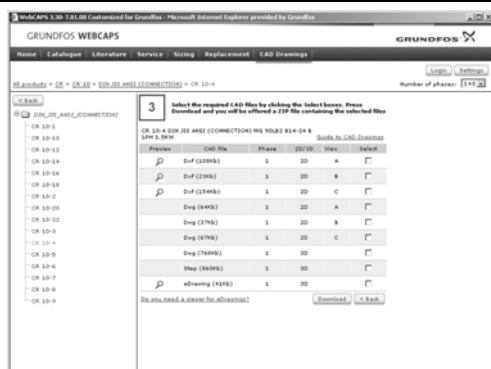 WebCAPS 3.30-7.01.00 Customized for Grundfos - Microsoft Internet Explorer provided by Grundfos
GRUNDFOS WEBCAPS
GRUNDFOS
Home Catalogue Literature Service Sizing Replacement CAD Drawings
Login Settings
All products > CR > CR 10 > DIN JIS ANSI (CONNECTION) > CR 10-4
Number of phases: 1+3
< Back
DIN_JIS_ANSI_(CONNECTION)
CR 10-1
CR 10-10
CR 10-12
CR 10-14
CR 10-16
CR 10-18
CR 10-2
CR 10-20
CR 10-22
CR 10-3
CR 10-4
CR 10-5
CR 10-6
CR 10-7
CR 10-8
CR 10-9
3
Select the required CAD files by clicking the Select boxes. Press
Download and you will be offered a ZIP file containing the selected files
CR 10-4 DIN JIS ANSI (CONNECTION) MG 90LB2 B14-24 B
1PH 1.5KW
Guide to CAD Drawings
Preview CAD file Phase 2D/3D View Select
Dxf (108Kb) 1 2D A
Dxf (23Kb) 1 2D B
Dxf (154Kb) 1 2D C
Dwg (64Kb) 1 2D A
Dwg (37Kb) 1 2D B
Dwg (67Kb) 1 2D C
Dwg (768Kb) 1 3D
Step (960Kb) 1 3D
eDrawing (41Kb) 1 3D
Do you need a viewer for eDrawings?
Download < Back